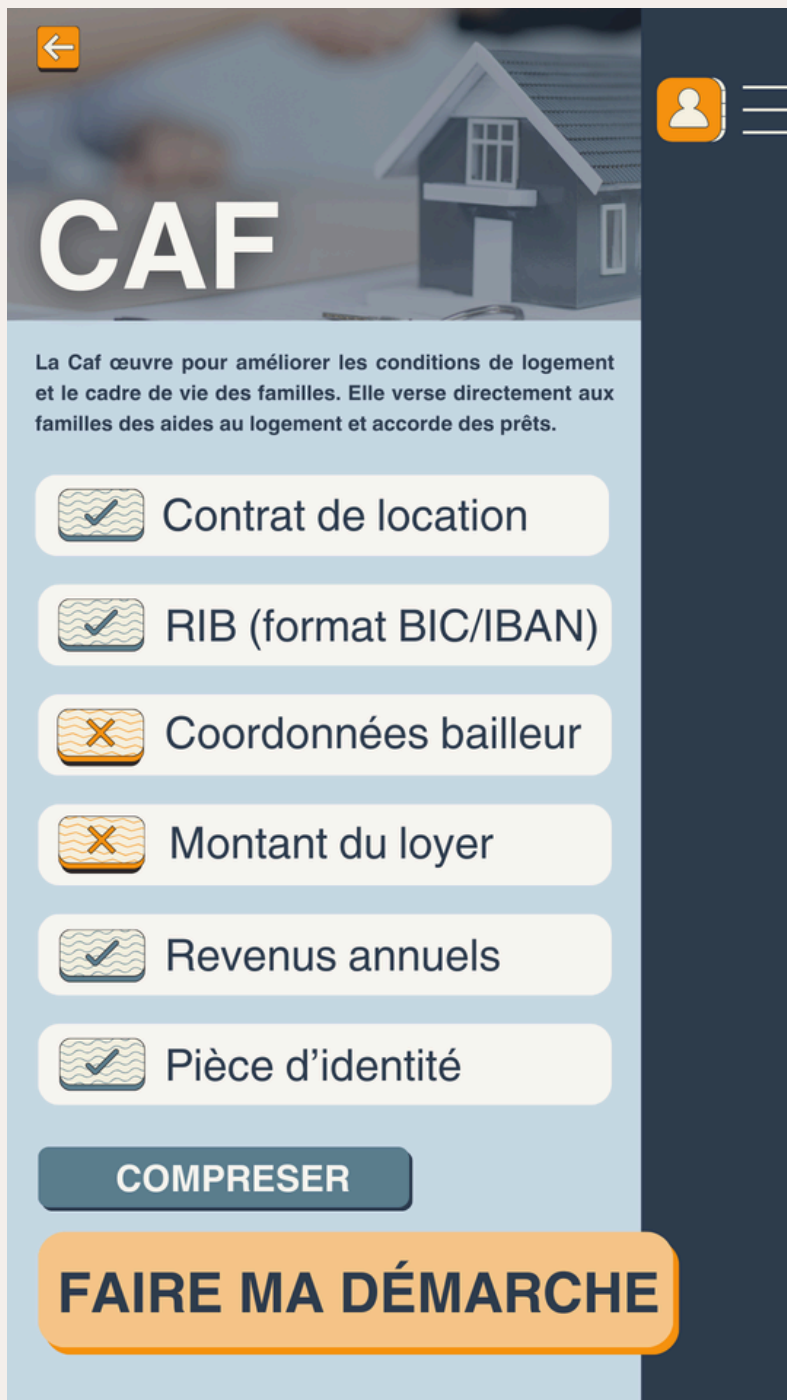 CAF
La Caf œuvre pour améliorer les conditions de logement
et le cadre de vie des familles. Elle verse directement aux
familles des aides au logement et accorde des prêts.
Contrat de location
RIB (format BIC/IBAN)
Coordonnées bailleur
Montant du loyer
Revenus annuels
Pièce d’identité
COMPRESER
FAIRE MA DÉMARCHE